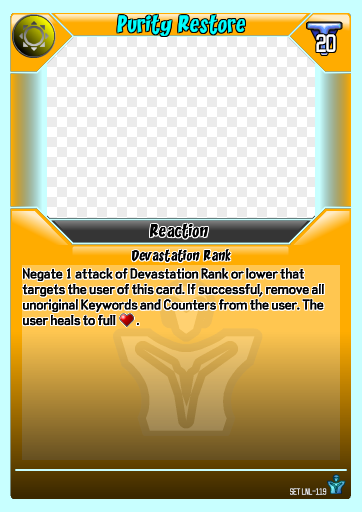 Purity Restore
20
Reaction
Devastation Rank
Negate 1 attack of Devastation Rank or lower that
targets the user of this card. If successful, remove all
unoriginal Keywords and Counters from the user. The
user heals to full .
SET LNL-119